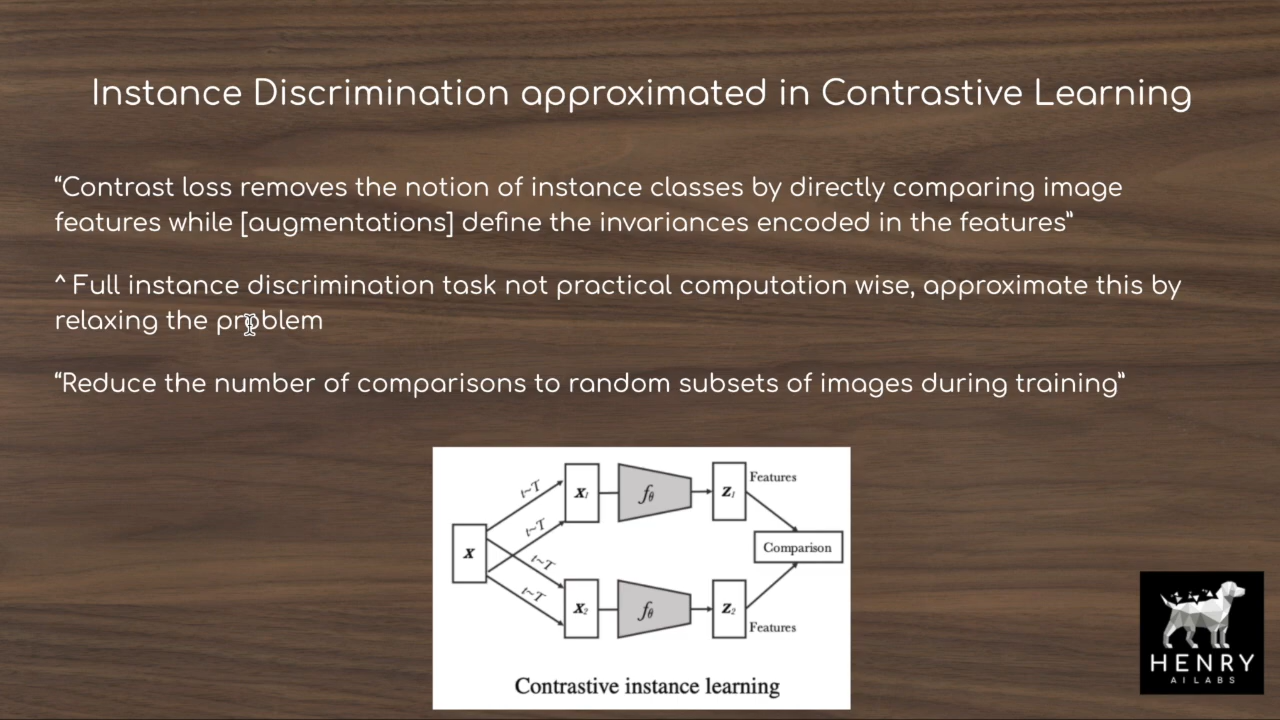 Instance Discrimination approximated in Contrastive Learning
“Contrast loss removes the notion of instance classes by directly comparing image
features while [augmentations] define the invariances encoded in the features”
^ Full instance discrimination task not practical computation wise, approximate this by
relaxing the problem
“Reduce the number of comparisons to random subsets of images during training”
x
t~T
t~T
t~T
t~T
x₁
fθ
z₁
Features
Comparison
x₂
fθ
z₂
Features
Contrastive instance learning
HENRY
AI LABS